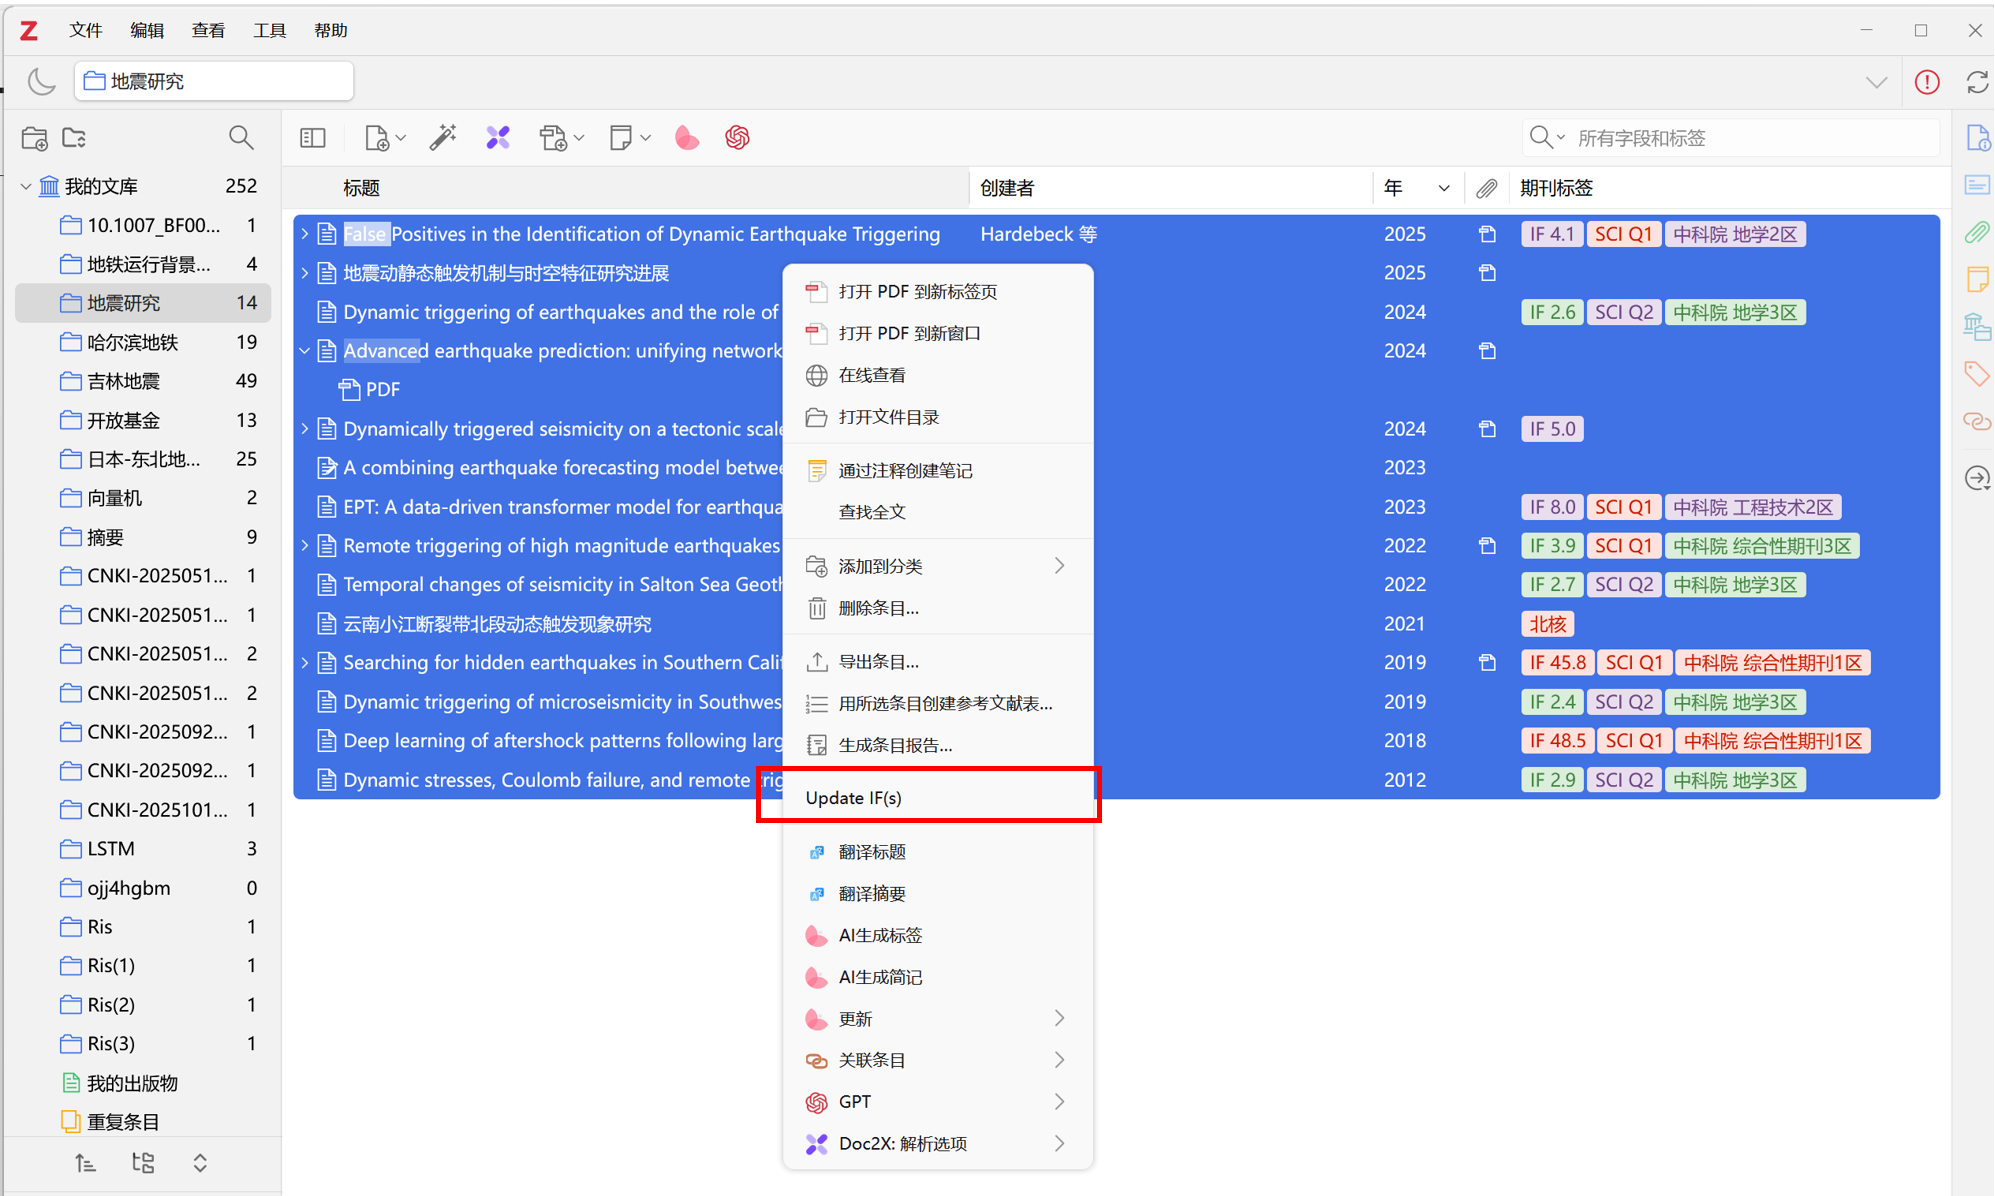 Z 文件 编辑 查看 工具 帮助
地震研究
所有字段和标签
我的文库 252
10.1007_BF00... 1
地铁运行背景... 4
地震研究 14
哈尔滨地铁 19
吉林地震 49
开放基金 13
日本-东北地... 25
向量机 2
摘要 9
CNKI-2025051... 1
CNKI-2025051... 1
CNKI-2025051... 2
CNKI-2025051... 2
CNKI-2025092... 1
CNKI-2025092... 1
CNKI-2025101... 1
LSTM 3
ojj4hgbm 0
Ris 1
Ris(1) 1
Ris(2) 1
Ris(3) 1
我的出版物
重复条目
标题 创建者 年 期刊标签
False Positives in the Identification of Dynamic Earthquake Triggering Hardebeck 等 2025 IF 4.1 SCI Q1 中科院 地学2区
地震动静态触发机制与时空特征研究进展 2025
Dynamic triggering of earthquakes and the role of 2024 IF 2.6 SCI Q2 中科院 地学3区
Advanced earthquake prediction: unifying network 2024
PDF
Dynamically triggered seismicity on a tectonic scale 2024 IF 5.0
A combining earthquake forecasting model betwee 2023
EPT: A data-driven transformer model for earthqua 2023 IF 8.0 SCI Q1 中科院 工程技术2区
Remote triggering of high magnitude earthquakes 2022 IF 3.9 SCI Q1 中科院 综合性期刊3区
Temporal changes of seismicity in Salton Sea Geoth 2022 IF 2.7 SCI Q2 中科院 地学3区
云南小江断裂带北段动态触发现象研究 2021 北核
Searching for hidden earthquakes in Southern Cali 2019 IF 45.8 SCI Q1 中科院 综合性期刊1区
Dynamic triggering of microseismicity in Southwes 2019 IF 2.4 SCI Q2 中科院 地学3区
Deep learning of aftershock patterns following larg 2018 IF 48.5 SCI Q1 中科院 综合性期刊1区
Dynamic stresses, Coulomb failure, and remote trig 2012 IF 2.9 SCI Q2 中科院 地学3区
打开 PDF 到新标签页
打开 PDF 到新窗口
在线查看
打开文件目录
通过注释创建笔记
查找全文
添加到分类
删除条目...
导出条目...
用所选条目创建参考文献表...
生成条目报告...
Update IF(s)
翻译标题
翻译摘要
AI生成标签
AI生成简记
更新
关联条目
GPT
Doc2X: 解析选项